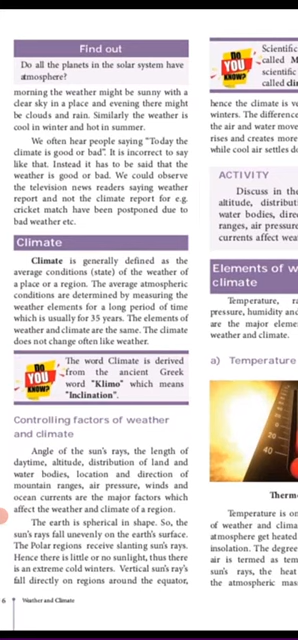 Find out
Do all the planets in the solar system have
atmosphere?
morning the weather might be sunny with a
clear sky in a place and evening there might
be clouds and rain. Similarly the weather is
cool in winter and hot in summer.
We often hear people saying "Today the
climate is good or bad". It is incorrect to say
like that. Instead it has to be said that the
weather is good or bad. We could observe
the television news readers saying weather
report and not the climate report for e.g.
cricket match have been postponed due to
bad weather etc.
Climate
Climate is generally defined as the
average conditions (state) of the weather of
a place or a region. The average atmospheric
conditions are determined by measuring the
weather elements for a long period of time
which is usually for 35 years. The elements of
weather and climate are the same. The climate
does not change often like weather.
DO
YOU
KNOW?
The word Climate is derived
from the ancient Greek
word "Klimo" which means
"Inclination".
Controlling factors of weather
and climate
Angle of the sun's rays, the length of
daytime, altitude, distribution of land and
water bodies, location and direction of
mountain ranges, air pressure, winds and
ocean currents are the major factors which
affect the weather and climate of a region.
The earth is spherical in shape. So, the
sun's rays fall unevenly on the earth's surface.
The Polar regions receive slanting sun's rays.
Hence there is little or no sunlight, thus there
is an extreme cold winters. Vertical sun's ray's
fall directly on regions around the equator,
6 Weather and Climate
DO
YOU
KNOW?
Scientific
called M
scientific
called clim
hence the climate is ve
winters. The difference
the air and water move
rises and creates more
while cool air settles do
ACTIVITY
Discuss in the
altitude, distributi
water bodies, dire
ranges, air pressure
currents affect wea
Elements of w
climate
Temperature, ra
pressure, humidity and
are the major eleme
weather and climate.
a) Temperature
20
40
Therm
Temperature is on
of weather and clima
atmosphere get heated
insolation. The degree
air is termed as tem
sun's rays, the heat
the atmospheric mas